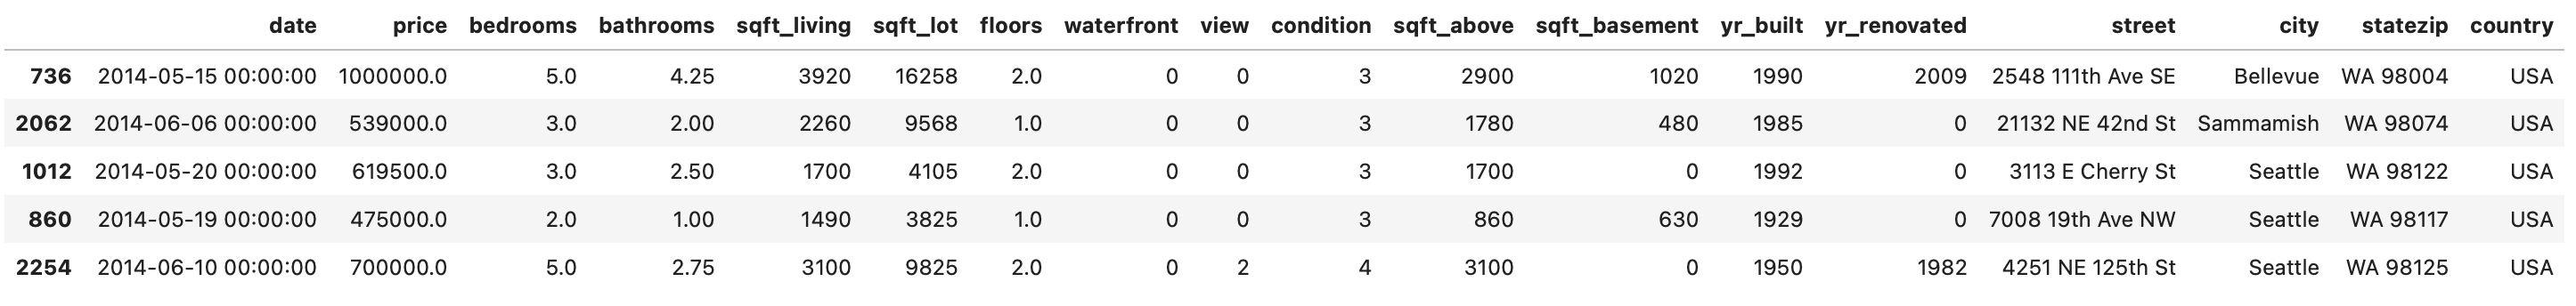 date price bedrooms bathrooms sqft_living sqft_lot floors waterfront view condition sqft_above sqft_basement yr_built yr_renovated street city statezip country
736 2014-05-15 00:00:00 1000000.0 5.0 4.25 3920 16258 2.0 0 0 3 2900 1020 1990 2009 2548 111th Ave SE Bellevue WA 98004 USA
2062 2014-06-06 00:00:00 539000.0 3.0 2.00 2260 9568 1.0 0 0 3 1780 480 1985 0 21132 NE 42nd St Sammamish WA 98074 USA
1012 2014-05-20 00:00:00 619500.0 3.0 2.50 1700 4105 2.0 0 0 3 1700 0 1992 0 3113 E Cherry St Seattle WA 98122 USA
860 2014-05-19 00:00:00 475000.0 2.0 1.00 1490 3825 1.0 0 0 3 860 630 1929 0 7008 19th Ave NW Seattle WA 98117 USA
2254 2014-06-10 00:00:00 700000.0 5.0 2.75 3100 9825 2.0 0 2 4 3100 0 1950 1982 4251 NE 125th St Seattle WA 98125 USA